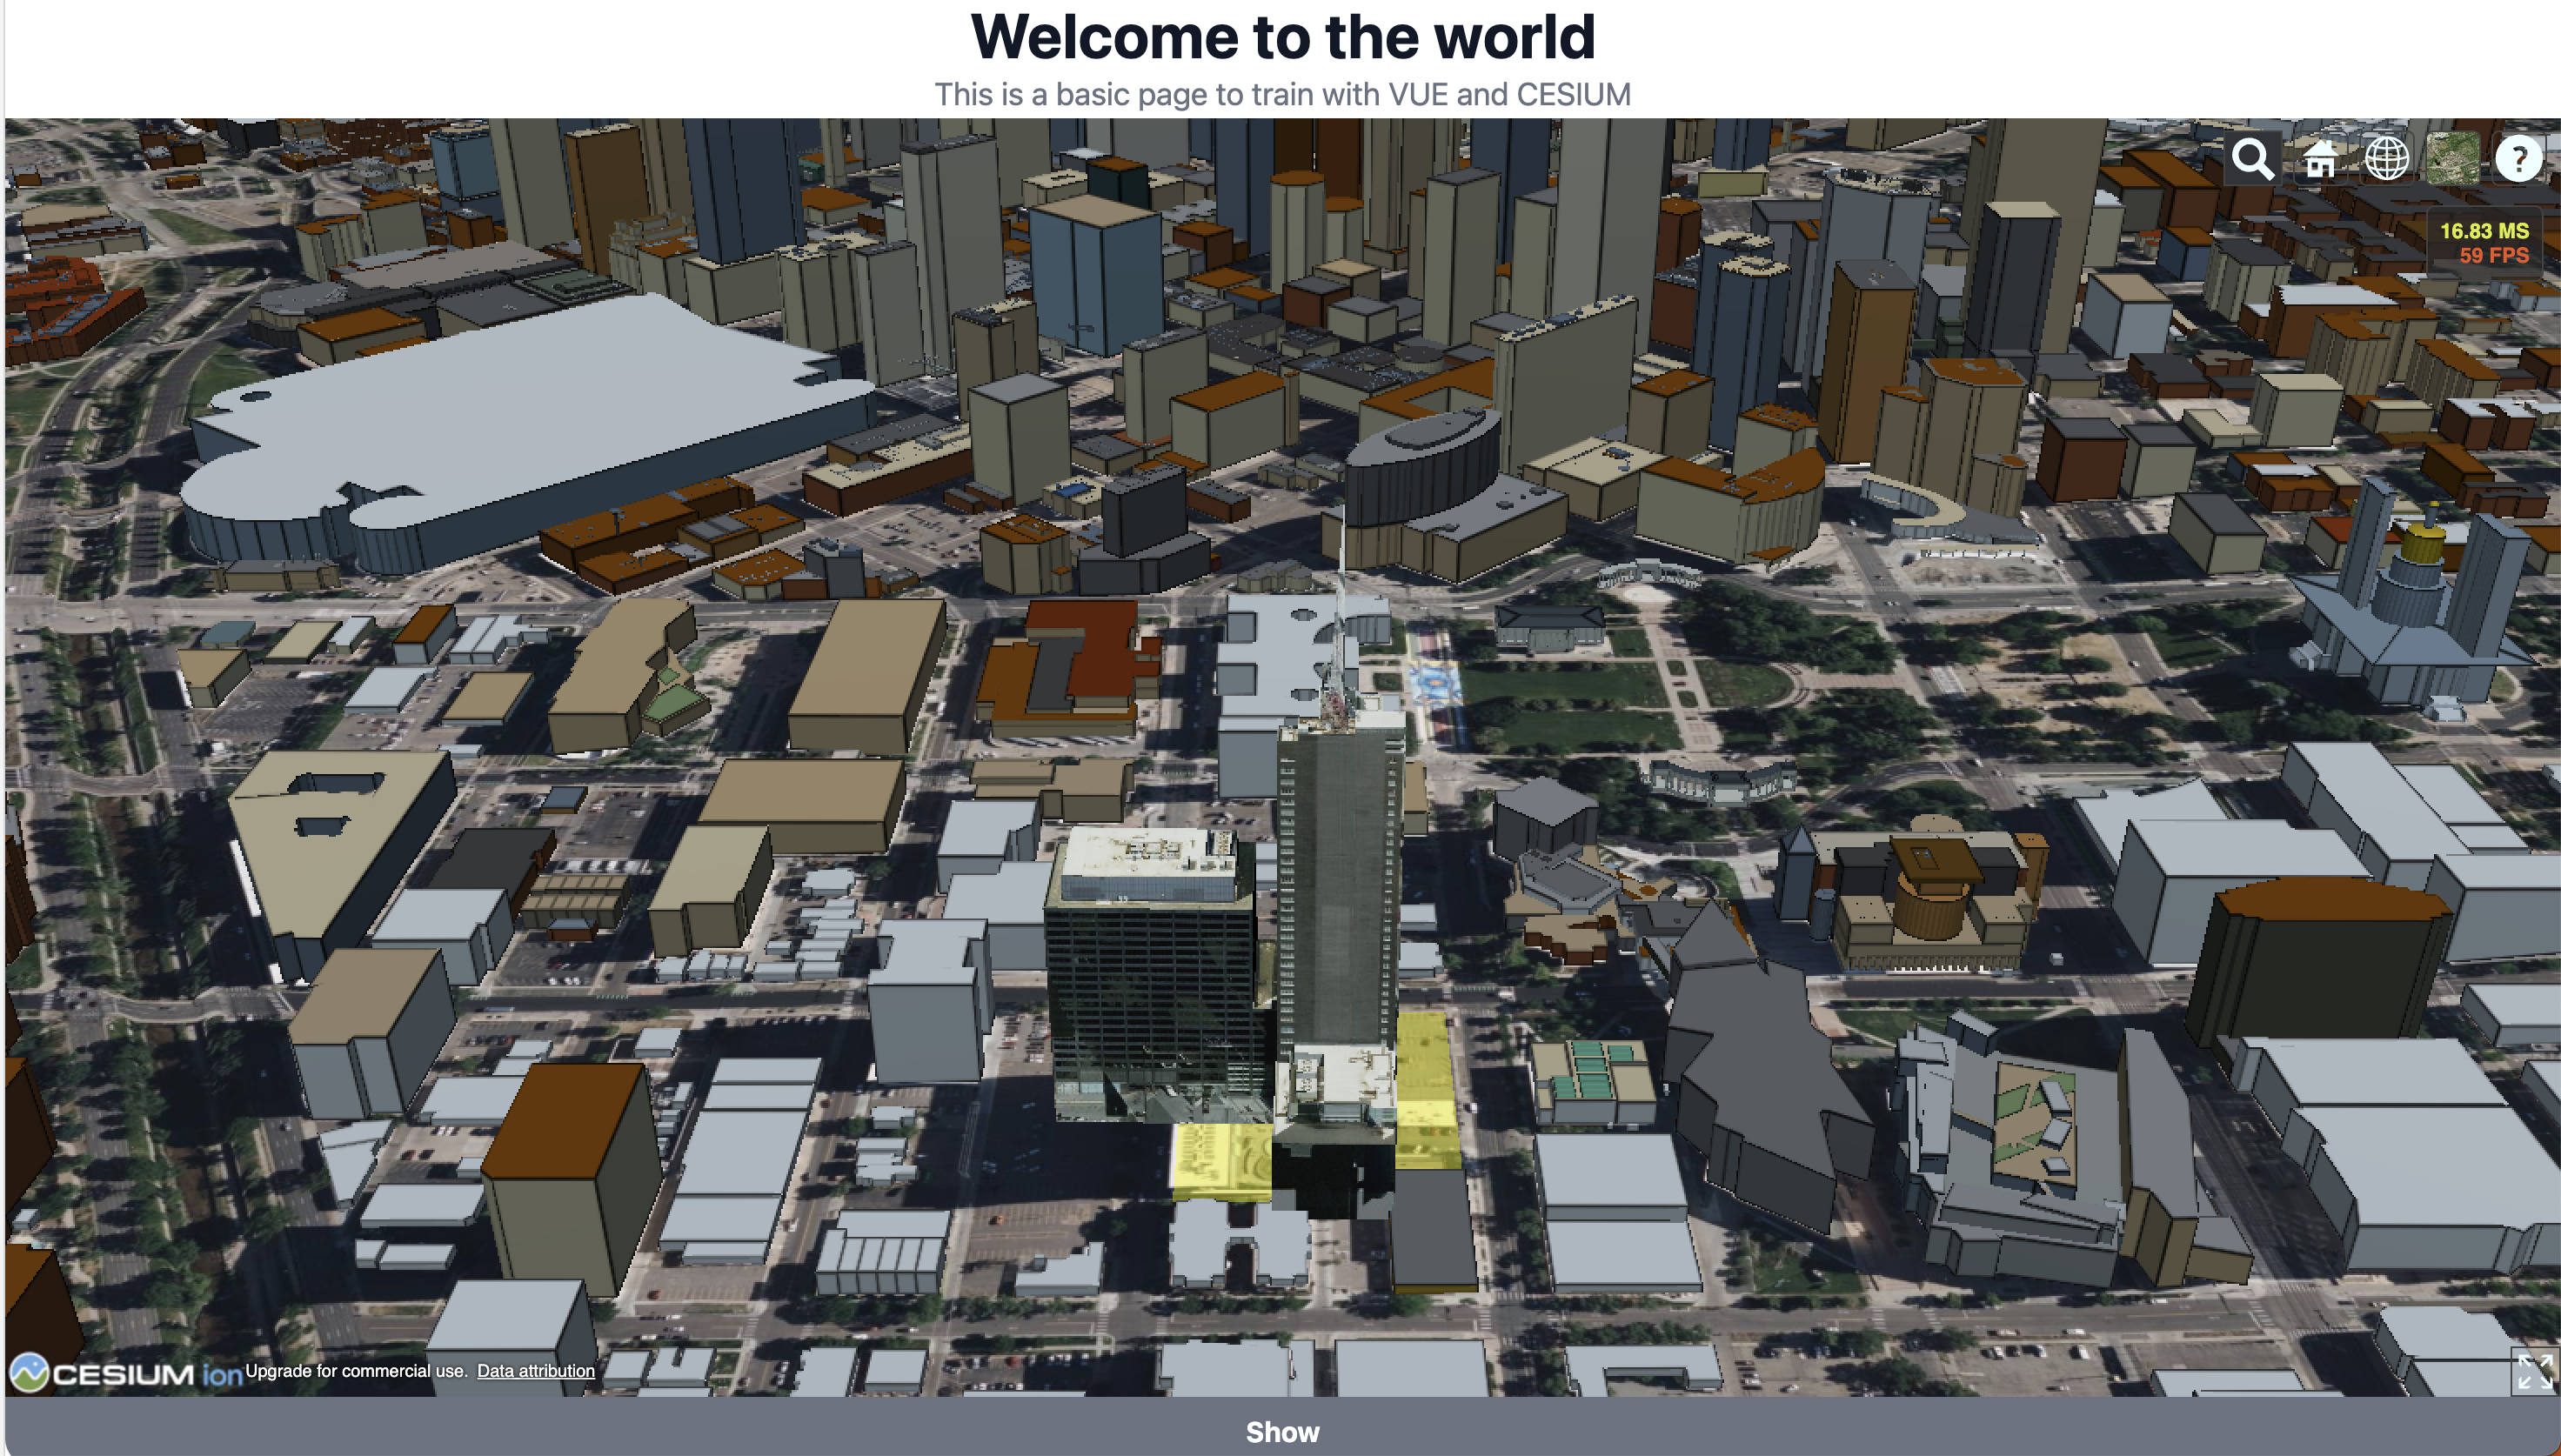 Welcome to the world
This is a basic page to train with VUE and CESIUM
?
16.83 MS
59 FPS
CESIUM ion Upgrade for commercial use. Data attribution
Show